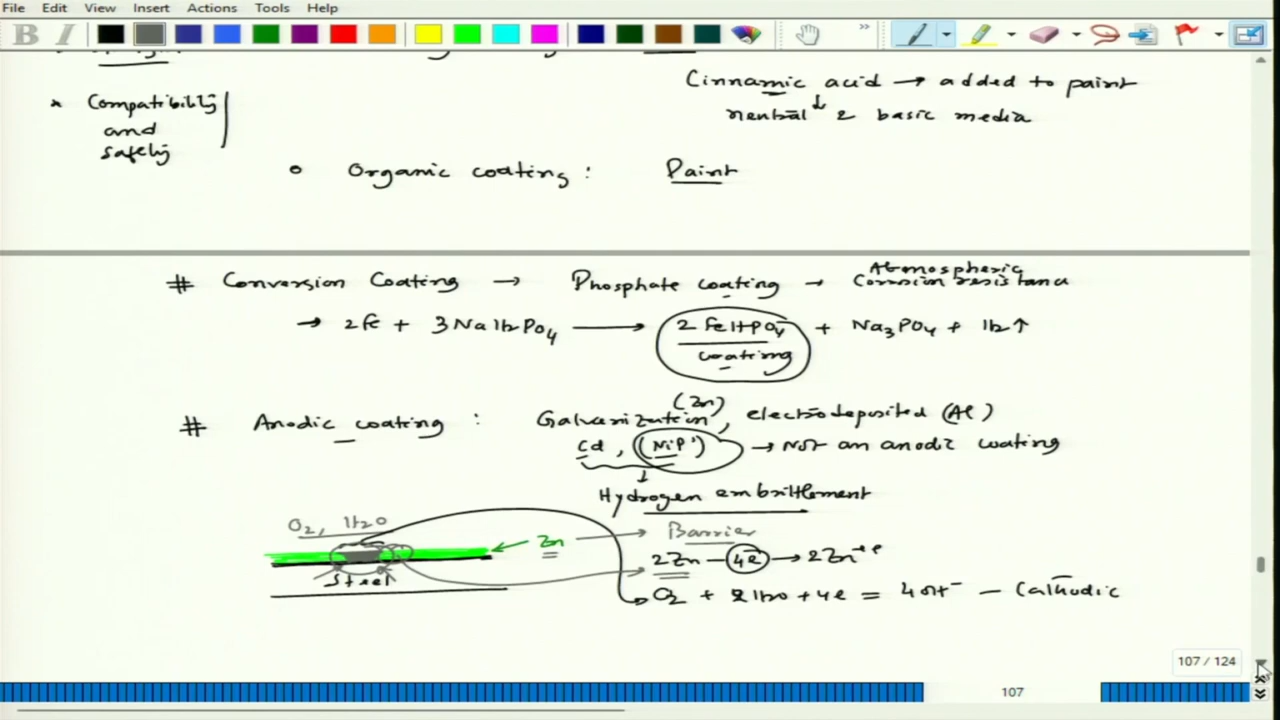 File Edit View Insert Actions Tools Help
Cinnamic acid → added to paint
neutral & basic media
* Compatibility
and
safety
• Organic coating : Paint
# Conversion Coating → Phosphate coating → Atmospheric
Corrosion resistance
→ 2Fe + 3NaH2PO4 → 2FeHPO4 + Na3PO4 + H2↑
coating
(Zn)
# Anodic coating : Galvanization, electrodeposited (Al)
Cd, (NiP) → Not an anodic coating
Hydrogen embrittlement
O2, H2O
Zn → Barrier
2Zn − 4e → 2Zn++
Steel
O2 + 2H2O + 4e = 4OH− − Cathodic
107 / 124
107